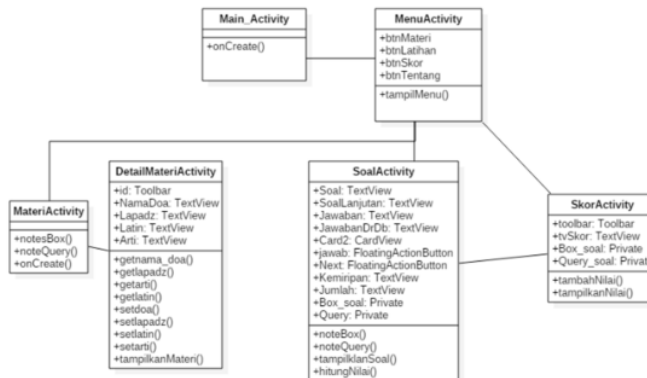 Main_Activity
+onCreate()
MenuActivity
+btnMateri
+btnLatihan
+btnSkor
+btnTentang
+tampilMenu()
MateriActivity
+notesBox()
+noteQuery()
+onCreate()
DetailMateriActivity
+id: Toolbar
+NamaDoa: TextView
+Lapadz: TextView
+Latin: TextView
+Arti: TextView
+getnama_doa()
+getlapadz()
+getarti()
+getlatin()
+setdoa()
+setlapadz()
+setlatin()
+setarti()
+tampilkanMateri()
SoalActivity
+Soal: TextView
+SoalLanjutan: TextView
+Jawaban: TextView
+JawabanDrDb: TextView
+Card2: CardView
+jawab: FloatingActionButton
+Next: FloatingActionButton
+Kemiripan: TextView
+Jumlah: TextView
+Box_soal: Private
+Query: Private
+noteBox()
+noteQuery()
+tampilklanSoal()
+hitungNilai()
SkorActivity
+toolbar: Toolbar
+tvSkor: TextView
+Box_soal: Private
+Query_soal: Privat
+tambahNilai()
+tampilkanNilai()